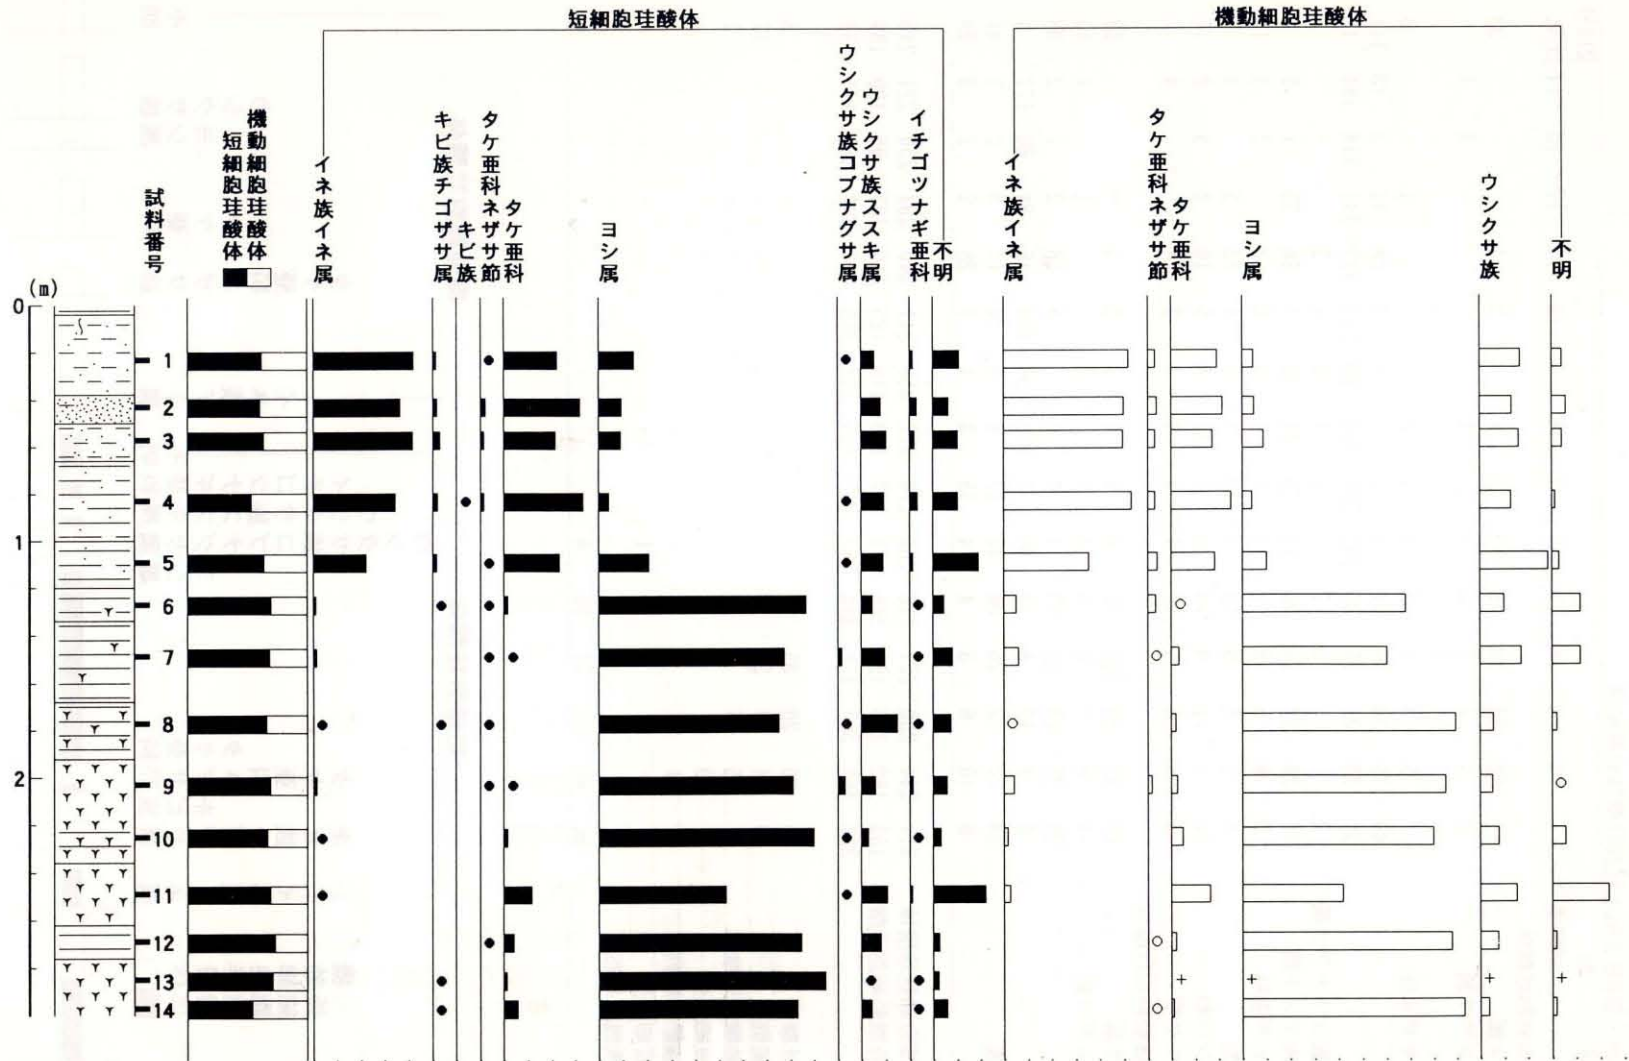 短細胞珪酸体
機動細胞珪酸体
試料番号
短細胞珪酸体
機動細胞珪酸体
イネ族イネ属
キビ族チゴザサ属
キビ族
タケ亜科ネザサ節
タケ亜科
ヨシ属
ウシクサ族コブナグサ属
ウシクサ族ススキ属
イチゴツナギ亜科
不明
イネ族イネ属
タケ亜科ネザサ節
タケ亜科
ヨシ属
ウシクサ族
不明
(m)
0
1
2
3
4
1
5
6
7
8
2
9
10
11
12
13
14